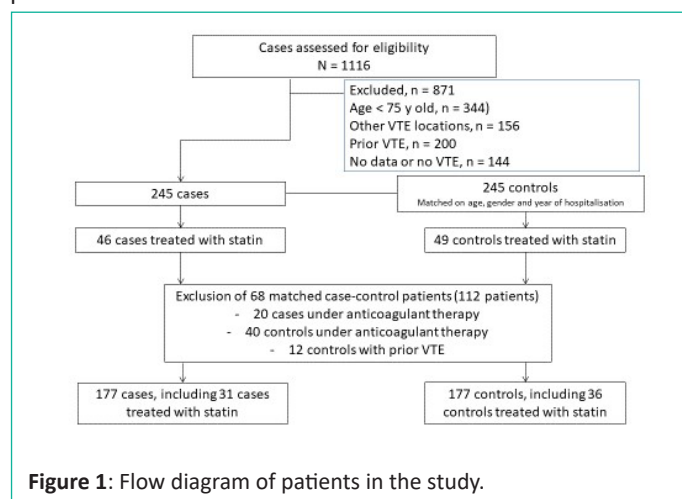 Cases assessed for eligibility
N = 1116
Excluded, n = 871
Age < 75 y old, n = 344)
Other VTE locations, n = 156
Prior VTE, n = 200
No data or no VTE, n = 144
245 cases
245 controls
Matched on age, gender and year of hospitalisation
46 cases treated with statin
49 controls treated with statin
Exclusion of 68 matched case-control patients (112 patients)
- 20 cases under anticoagulant therapy
- 40 controls under anticoagulant therapy
- 12 controls with prior VTE
177 cases, including 31 cases
treated with statin
177 controls, including 36
controls treated with statin
Figure 1: Flow diagram of patients in the study.